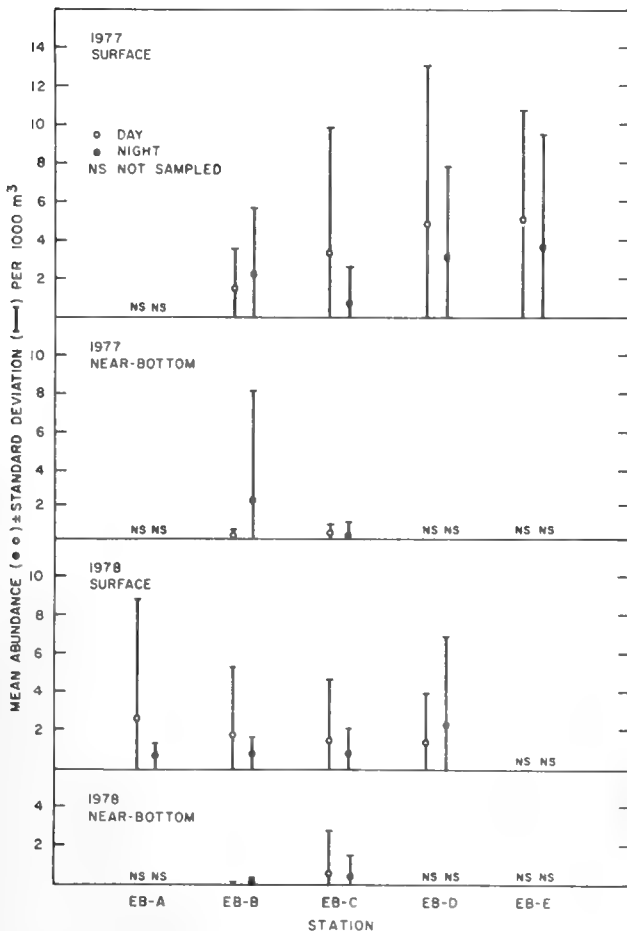 MEAN ABUNDANCE (● ○) ± STANDARD DEVIATION (⊢⊣) PER 1000 m³
1977
SURFACE
○ DAY
● NIGHT
NS NOT SAMPLED
14
12
10
8
6
4
2
NS NS
1977
NEAR-BOTTOM
10
8
6
4
2
NS NS
NS NS
NS NS
1978
SURFACE
10
8
6
4
2
NS NS
1978
NEAR-BOTTOM
4
2
NS NS
NS NS
NS NS
EB-A EB-B EB-C EB-D EB-E
STATION